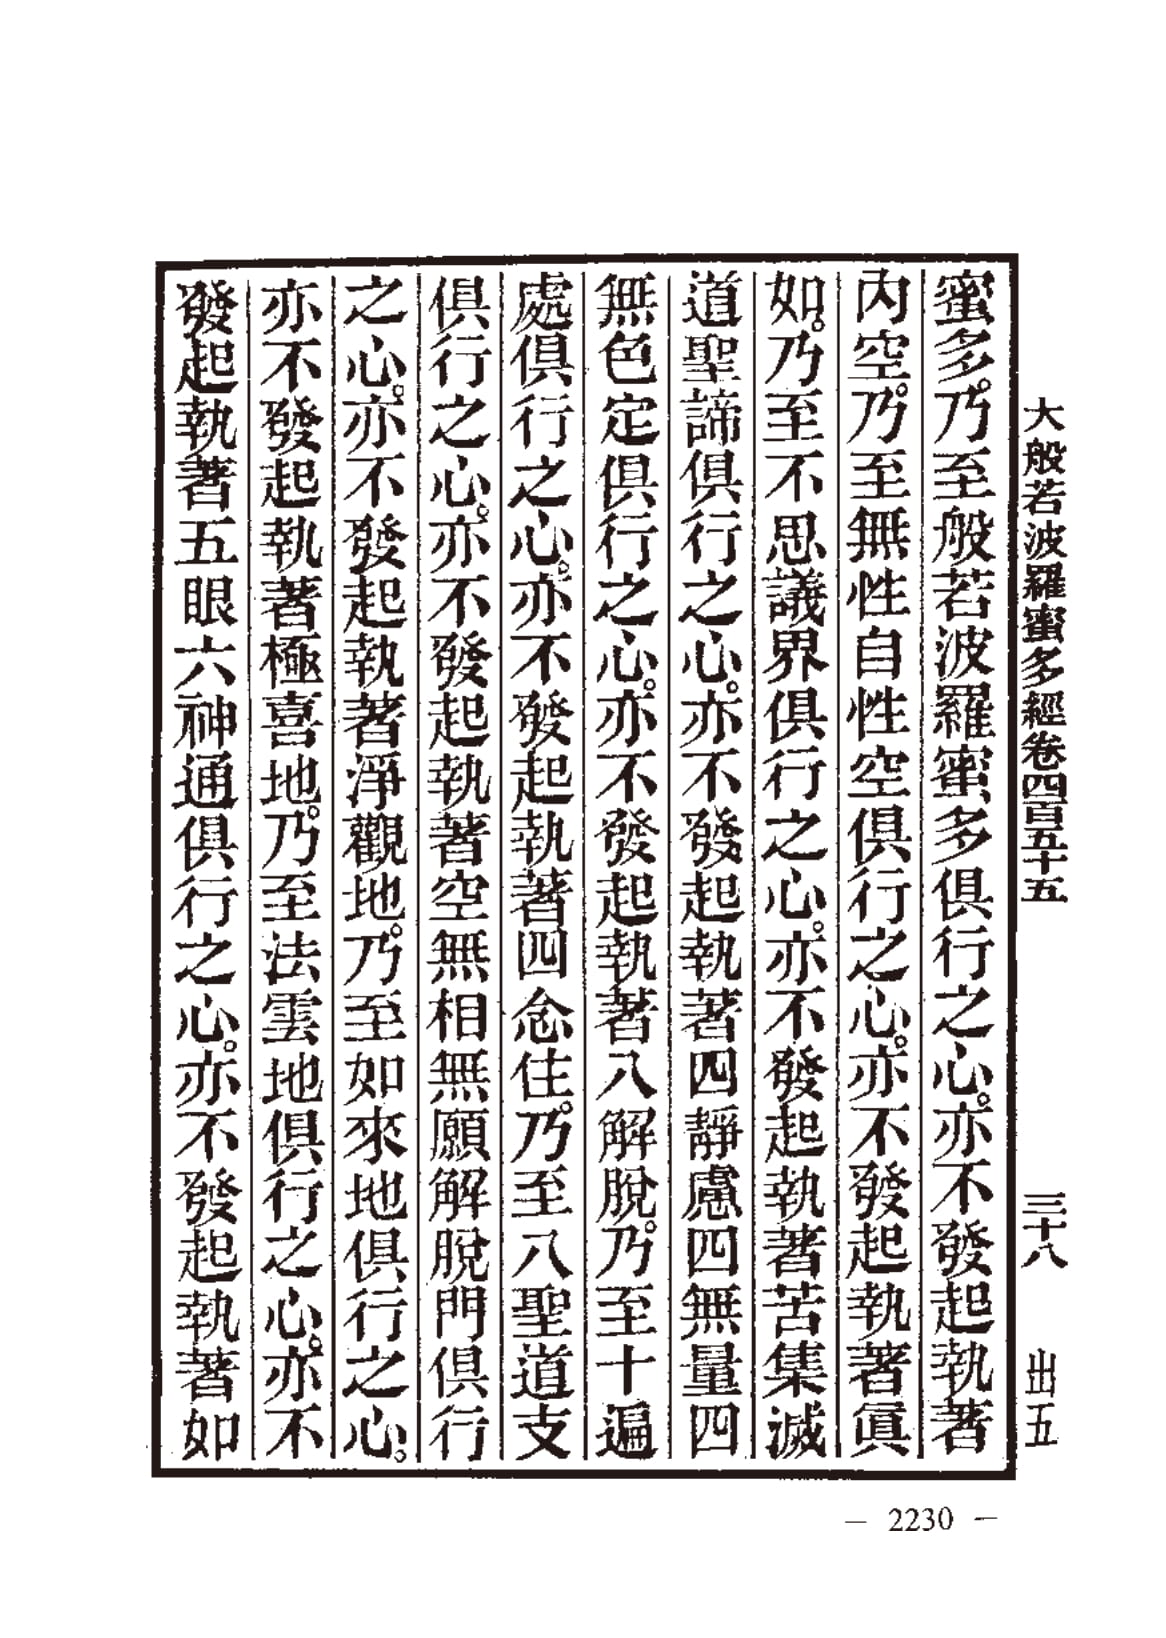 大般若波羅蜜多經卷四百五十五 三十八 出五
蜜多。乃至般若波羅蜜多俱行之心。亦不發起執著
內空。乃至無性自性空俱行之心。亦不發起執著眞
如。乃至不思議界俱行之心。亦不發起執著苦集滅
道聖諦俱行之心。亦不發起執著四靜慮四無量四
無色定俱行之心。亦不發起執著八解脫。乃至十遍
處俱行之心。亦不發起執著四念住。乃至八聖道支
俱行之心。亦不發起執著空無相無願解脫門俱行
之心。亦不發起執著淨觀地。乃至如來地俱行之心。
亦不發起執著極喜地。乃至法雲地俱行之心。亦不
發起執著五眼六神通俱行之心。亦不發起執著如
— 2230 —